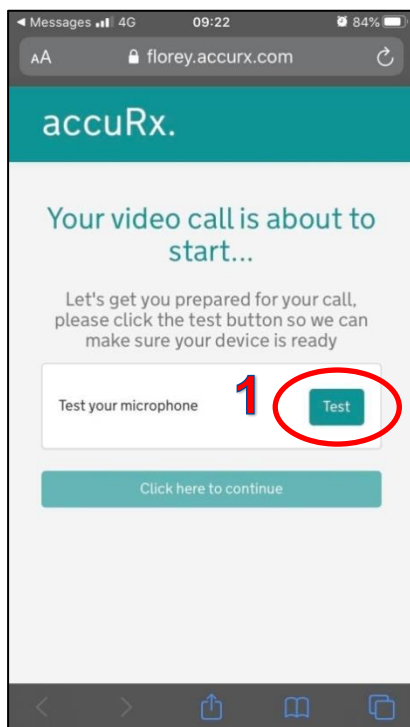 Messages 4G 09:22 84%
AA florey.accurx.com
accuRx.
Your video call is about to
start...
Let's get you prepared for your call,
please click the test button so we can
make sure your device is ready
Test your microphone 1 Test
Click here to continue